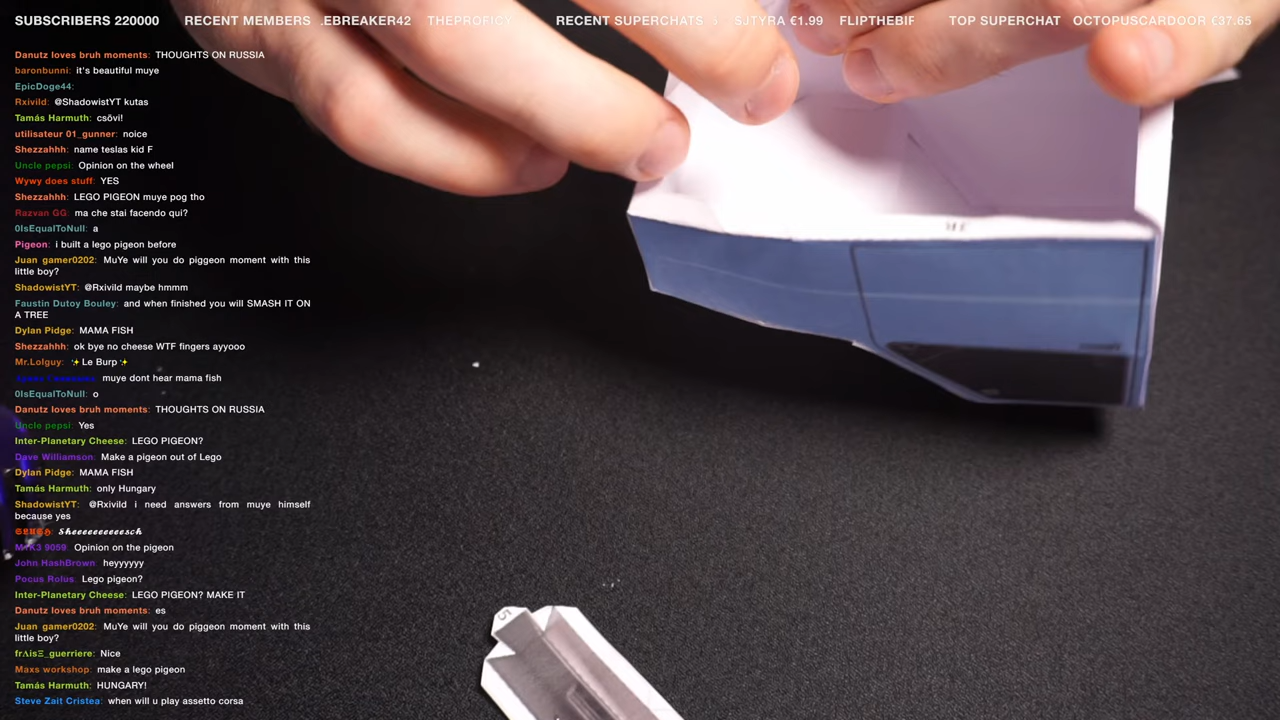 SUBSCRIBERS 220000 RECENT MEMBERS .EBREAKER42 THEPROFICY RECENT SUPERCHATS SJTYRA €1.99 FLIPTHEBIF TOP SUPERCHAT OCTOPUSCARDOOR €37.65
Danutz loves bruh moments: THOUGHTS ON RUSSIA
baronbunni: it's beautiful muye
EpicDoge44:
Rxivild: @ShadowistYT kutas
Tamás Harmuth: csövi!
utilisateur 01_gunner: noice
Shezzahhh: name teslas kid F
Uncle pepsi: Opinion on the wheel
Wywy does stuff: YES
Shezzahhh: LEGO PIGEON muye pog tho
Razvan GG: ma che stai facendo qui?
0IsEqualToNull: a
Pigeon: i built a lego pigeon before
Juan gamer0202: MuYe will you do piggeon moment with this
little boy?
ShadowistYT: @Rxivild maybe hmmm
Faustin Dutoy Bouley: and when finished you will SMASH IT ON
A TREE
Dylan Pidge: MAMA FISH
Shezzahhh: ok bye no cheese WTF fingers ayyooo
Mr.Lolguy: ✨ Le Burp ✨
muye dont hear mama fish
0IsEqualToNull: o
Danutz loves bruh moments: THOUGHTS ON RUSSIA
Uncle pepsi: Yes
Inter-Planetary Cheese: LEGO PIGEON?
Dave Williamson: Make a pigeon out of Lego
Dylan Pidge: MAMA FISH
Tamás Harmuth: only Hungary
ShadowistYT: @Rxivild i need answers from muye himself
because yes
𝓢𝓱𝓮𝓮𝓮𝓮𝓮𝓮𝓮𝓮𝓮𝓮𝓼𝓬𝓱
9059: Opinion on the pigeon
John HashBrown: heyyyyyy
Pocus Rolus: Lego pigeon?
Inter-Planetary Cheese: LEGO PIGEON? MAKE IT
Danutz loves bruh moments: es
Juan gamer0202: MuYe will you do piggeon moment with this
little boy?
frΛisΞ_guerriere: Nice
Maxs workshop: make a lego pigeon
Tamás Harmuth: HUNGARY!
Steve Zait Cristea: when will u play assetto corsa
5